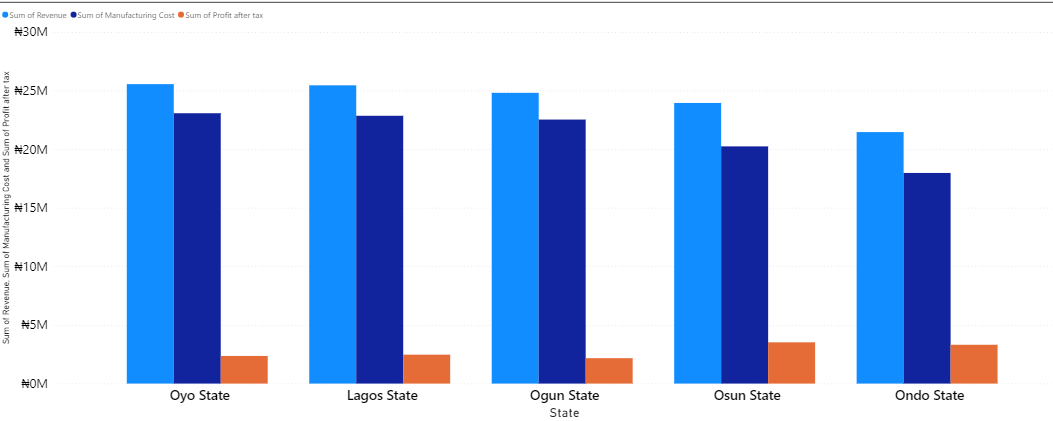 Sum of Revenue Sum of Manufacturing Cost Sum of Profit after tax
Sum of Revenue, Sum of Manufacturing Cost and Sum of Profit after tax
₦30M
₦25M
₦20M
₦15M
₦10M
₦5M
₦0M
Oyo State Lagos State Ogun State Osun State Ondo State
State